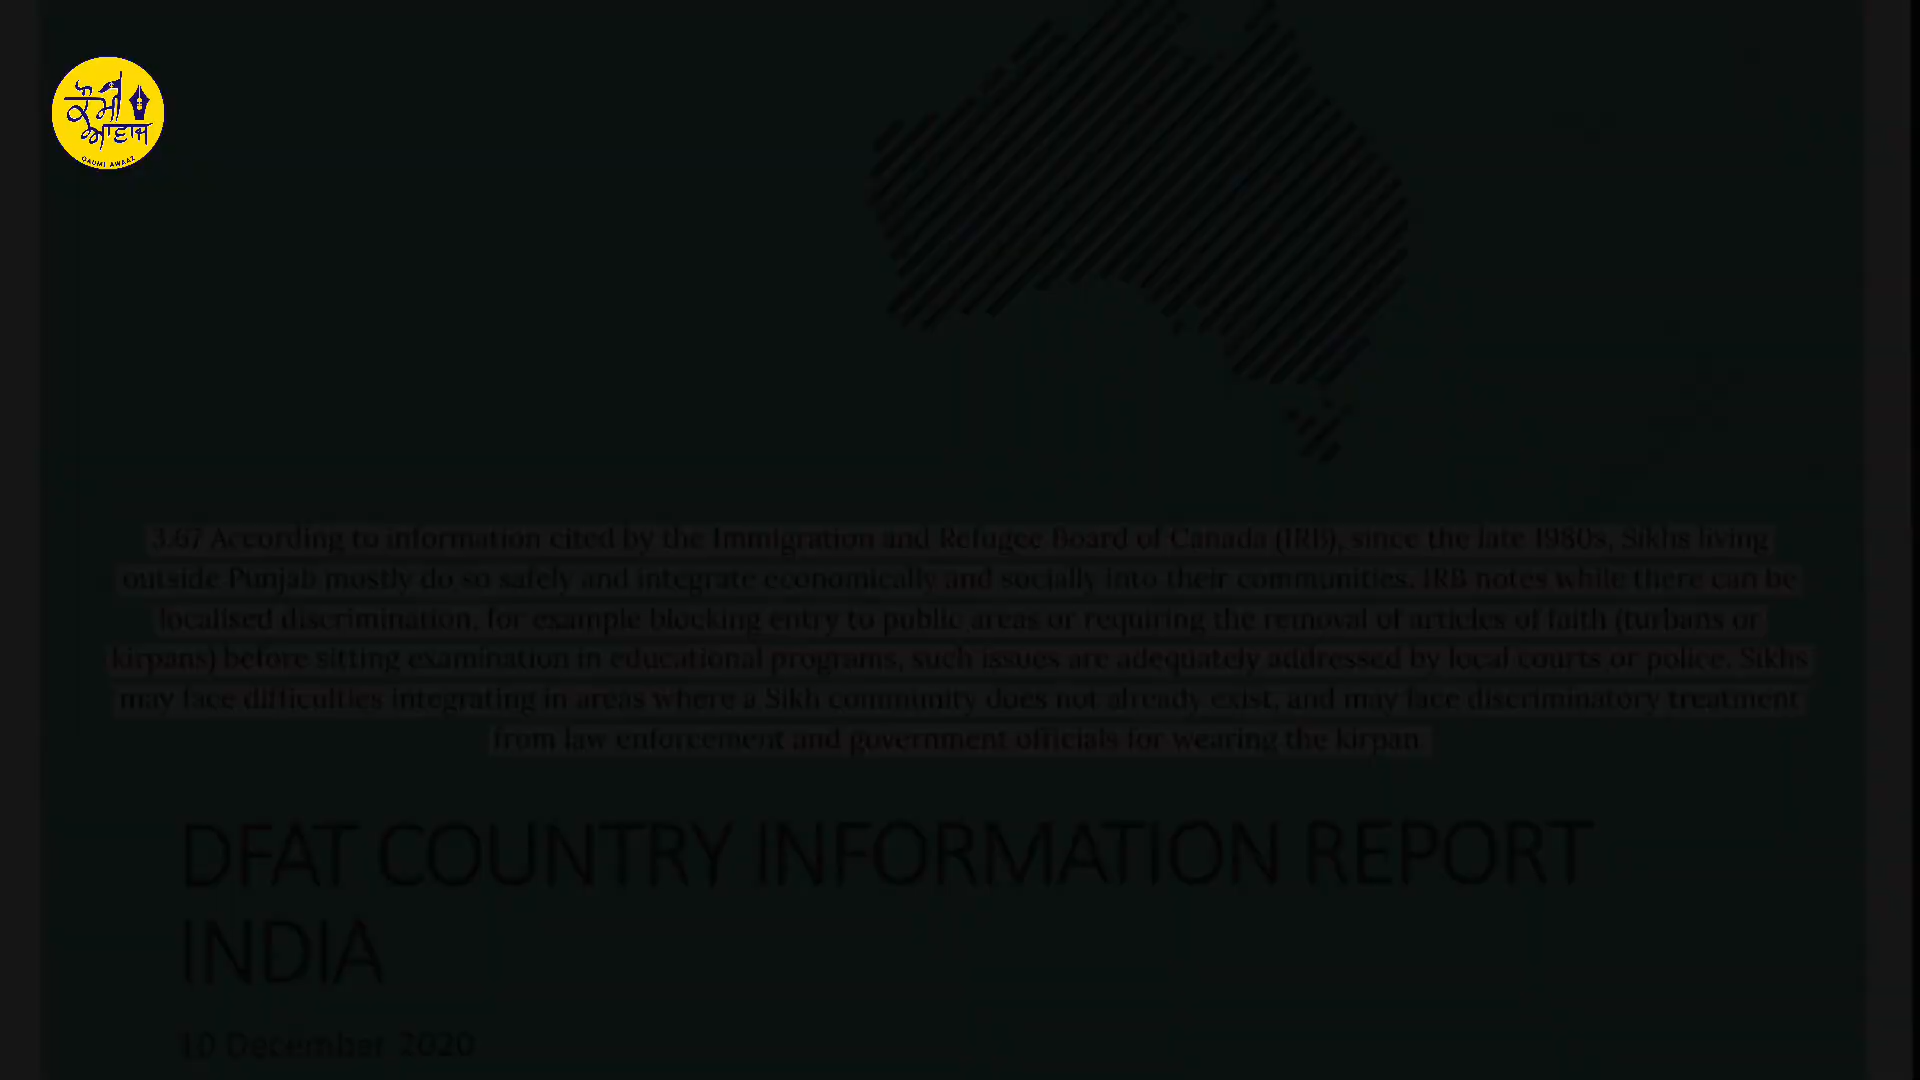 ਕੌਮੀ
ਆਵਾਜ਼
QAUMI AWAAZ
3.67 According to information cited by the Immigration and Refugee Board of Canada (IRB), since the late 1980s, Sikhs living
outside Punjab mostly do so safely and integrate economically and socially into their communities. IRB notes while there can be
localised discrimination, for example blocking entry to public areas or requiring the removal of articles of faith (turbans or
kirpans) before sitting examination in educational programs, such issues are adequately addressed by local courts or police. Sikhs
may face difficulties integrating in areas where a Sikh community does not already exist, and may face discriminatory treatment
from law enforcement and government officials for wearing the kirpan
DFAT COUNTRY INFORMATION REPORT
INDIA
10 December 2020